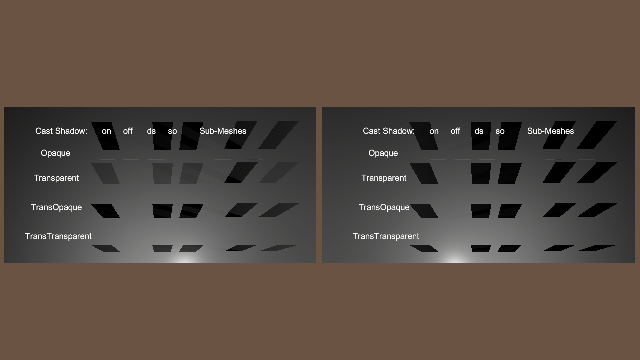 Cast Shadow: on off ds so Sub-Meshes
Opaque
Transparent
TransOpaque
TransTransparent
Cast Shadow: on off ds so Sub-Meshes
Opaque
Transparent
TransOpaque
TransTransparent